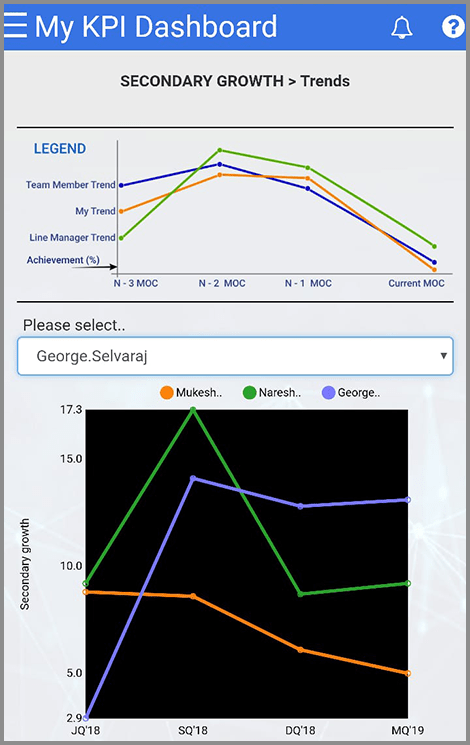 My KPI Dashboard
?
SECONDARY GROWTH > Trends
LEGEND
Team Member Trend
My Trend
Line Manager Trend
Achievement (%)
N - 3 MOC N - 2 MOC N - 1 MOC Current MOC
Please select..
George.Selvaraj
Mukesh.. Naresh.. George..
17.3
15.0
10.0
5.0
2.9
Secondary growth
JQ'18 SQ'18 DQ'18 MQ'19